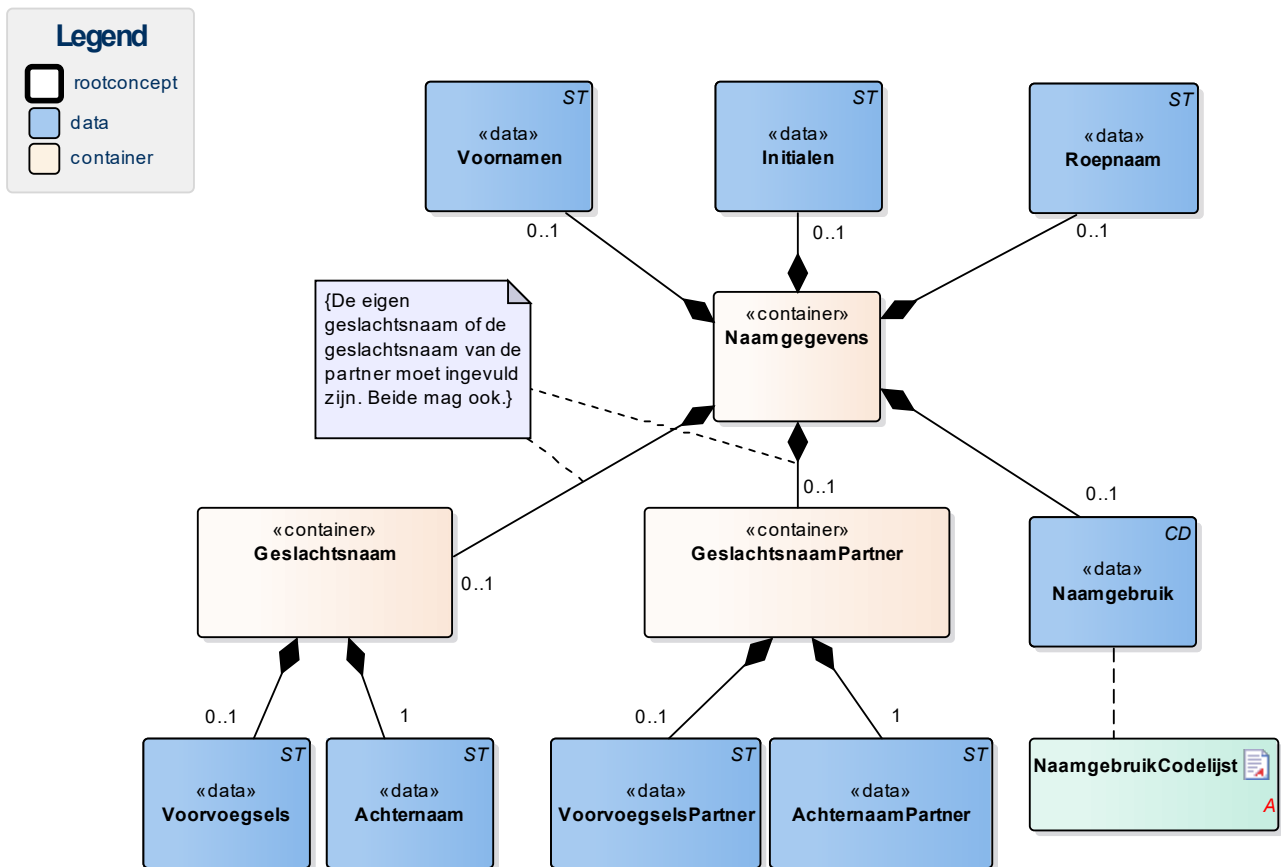 Legend
rootconcept
data
container
ST
«data»
Voornamen
ST
«data»
Initialen
ST
«data»
Roepnaam
0..1
0..1
0..1
{De eigen
geslachtsnaam of de
geslachtsnaam van de
partner moet ingevuld
zijn. Beide mag ook.}
«container»
Naamgegevens
0..1
0..1
0..1
«container»
Geslachtsnaam
«container»
GeslachtsnaamPartner
CD
«data»
Naamgebruik
0..1
1
0..1
1
ST
«data»
Voorvoegsels
ST
«data»
Achternaam
ST
«data»
VoorvoegselsPartner
ST
«data»
AchternaamPartner
NaamgebruikCodelijst
A